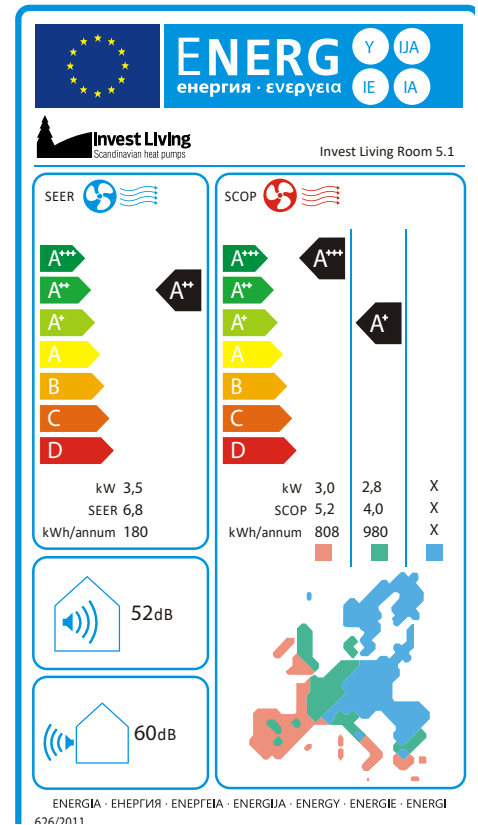 ENERG
енергия · ενεργεια
Y IJA
IE IA
Invest Living
Scandinavian heat pumps
Invest Living Room 5.1
SEER
A+++
A++
A+
A
B
C
D
A++
kW 3,5
SEER 6,8
kWh/annum 180
SCOP
A+++
A++
A+
A
B
C
D
A+++
A+
kW 3,0 2,8 X
SCOP 5,2 4,0 X
kWh/annum 808 980 X
52dB
60dB
ENERGIA · ЕНЕРГИЯ · ΕΝΕΡΓΕΙΑ · ENERGIJA · ENERGY · ENERGIE · ENERGI
626/2011